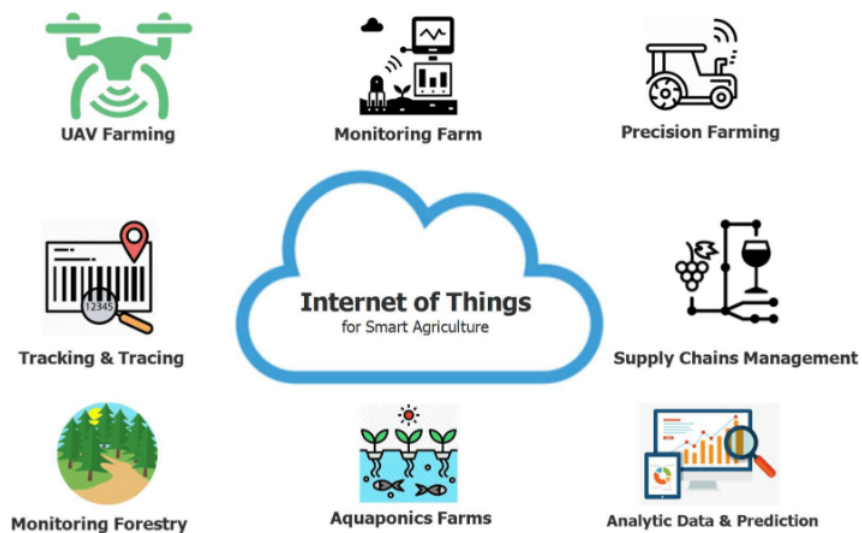 UAV Farming
Monitoring Farm
Precision Farming
Internet of Things
for Smart Agriculture
12345
Tracking & Tracing
Supply Chains Management
Monitoring Forestry
Aquaponics Farms
Analytic Data & Prediction